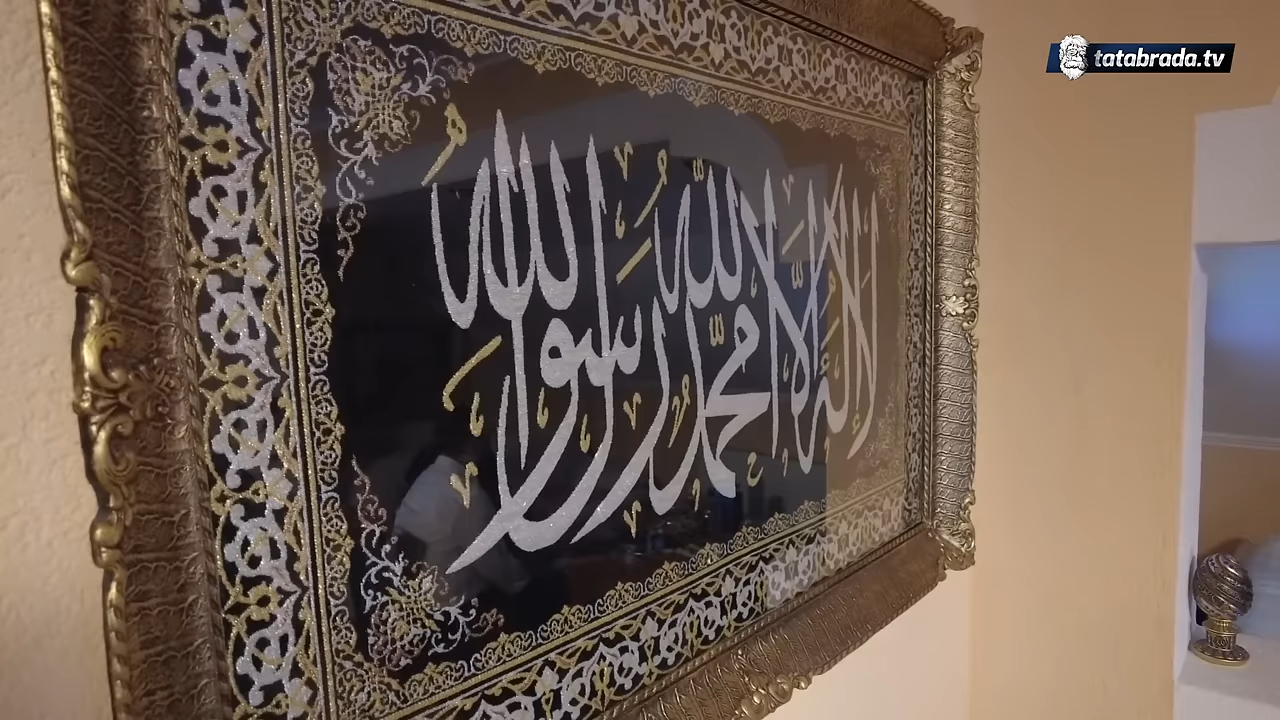 لا إله إلا الله محمد رسول الله
tatabrada.tv